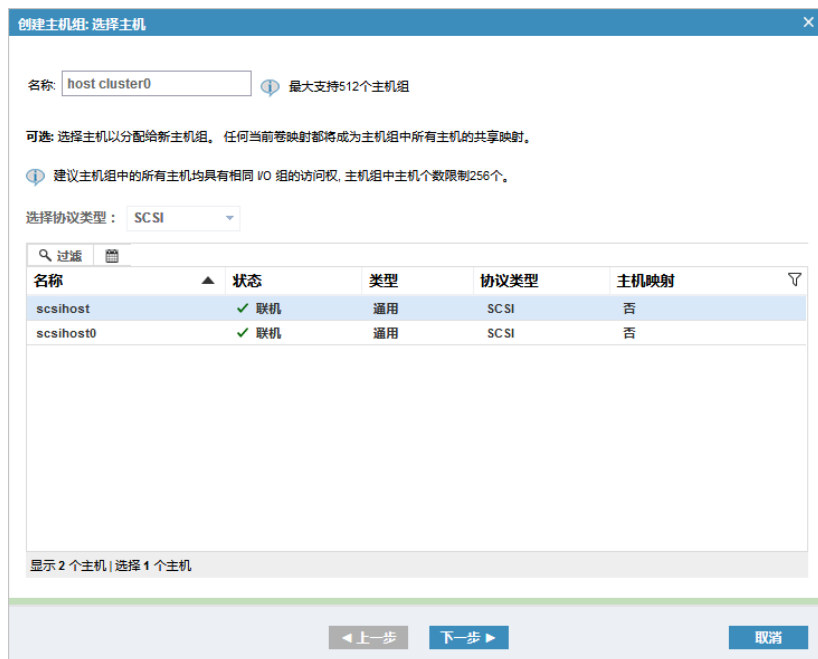 创建主机组: 选择主机
名称: host cluster0 最大支持512个主机组
可选: 选择主机以分配给新主机组。 任何当前卷映射都将成为主机组中所有主机的共享映射。
建议主机组中的所有主机均具有相同 I/O 组的访问权, 主机组中主机个数限制256个。
选择协议类型： SCSI
过滤
名称 状态 类型 协议类型 主机映射
scsihost 联机 通用 SCSI 否
scsihost0 联机 通用 SCSI 否
显示 2 个主机 | 选择 1 个主机
上一步 下一步 取消